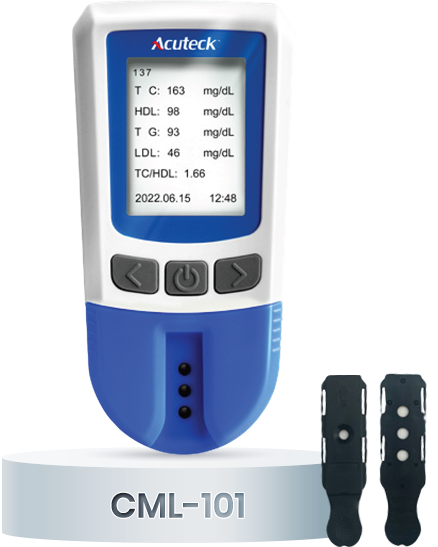 Acuteck
137
T C: 163 mg/dL
HDL: 98 mg/dL
T G: 93 mg/dL
LDL: 46 mg/dL
TC/HDL: 1.66
2022.06.15 12:48
CML-101